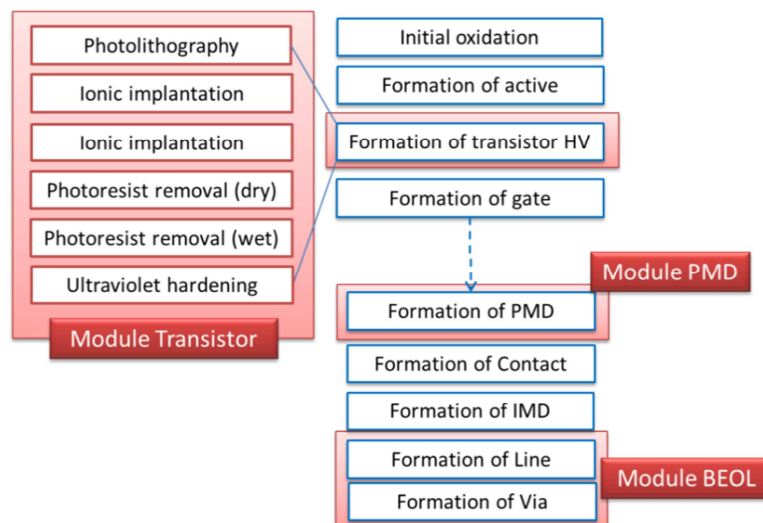 Photolithography
Ionic implantation
Ionic implantation
Photoresist removal (dry)
Photoresist removal (wet)
Ultraviolet hardening
Module Transistor
Initial oxidation
Formation of active
Formation of transistor HV
Formation of gate
Module PMD
Formation of PMD
Formation of Contact
Formation of IMD
Formation of Line
Module BEOL
Formation of Via